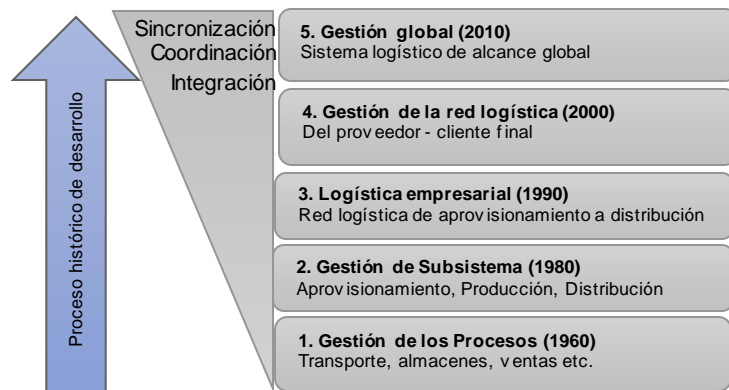 Sincronización
Coordinación
Integración
5. Gestión global (2010)
Sistema logístico de alcance global
4. Gestión de la red logística (2000)
Del proveedor - cliente final
3. Logística empresarial (1990)
Red logística de aprovisionamiento a distribución
2. Gestión de Subsistema (1980)
Aprovisionamiento, Producción, Distribución
1. Gestión de los Procesos (1960)
Transporte, almacenes, ventas etc.
Proceso histórico de desarrollo